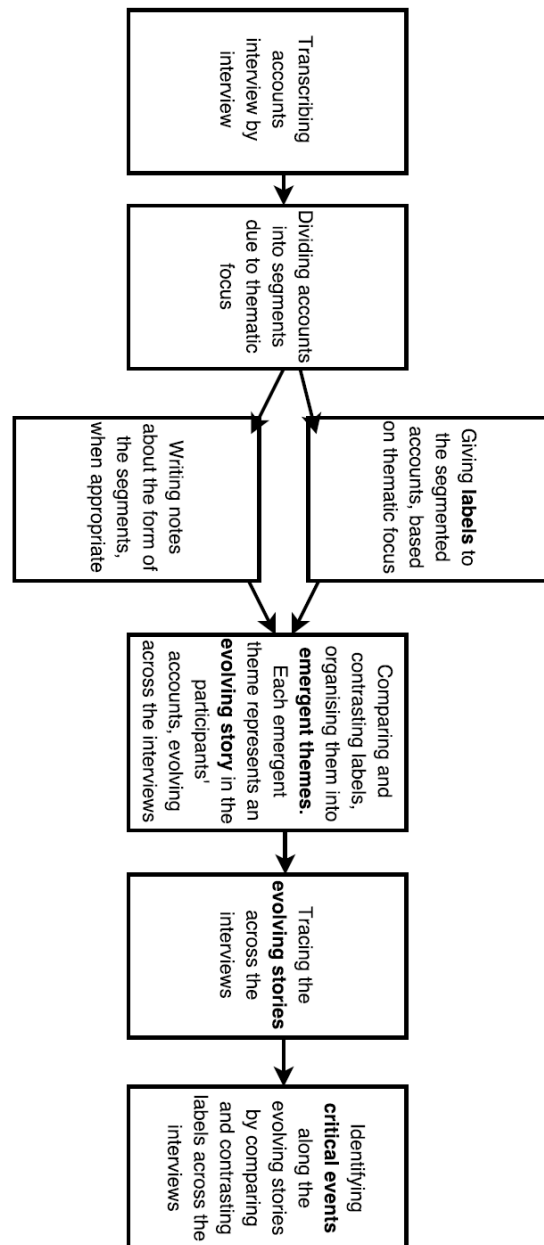 Transcribing
accounts
interview by
interview
Dividing accounts
into segments
due to thematic
focus
Giving labels to
the segmented
accounts, based
on thematic focus
Writing notes
about the form of
the segments,
when appropriate
Comparing and
contrasting labels,
organising them into
emergent themes.
Each emergent
theme represents an
evolving story in the
participants'
accounts, evolving
across the interviews
Tracing the
evolving stories
across the
interviews
Identifying
critical events
along the
evolving stories
by comparing
and contrasting
labels across the
interviews